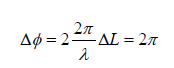 Δϕ = 2 2π/λ ΔL = 2π